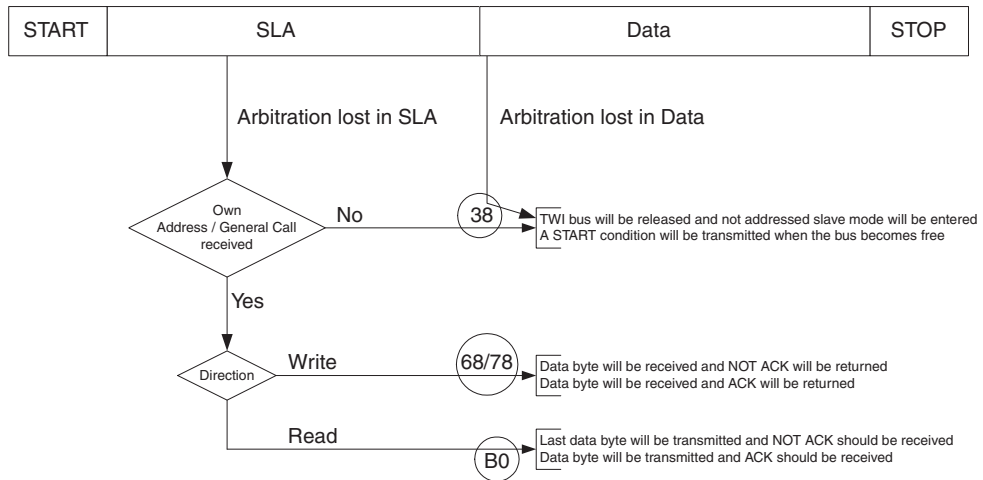 START SLA Data STOP
Arbitration lost in SLA Arbitration lost in Data
Own
Address / General Call
received
No
38
TWI bus will be released and not addressed slave mode will be entered
A START condition will be transmitted when the bus becomes free
Yes
Direction
Write
68/78
Data byte will be received and NOT ACK will be returned
Data byte will be received and ACK will be returned
Read
B0
Last data byte will be transmitted and NOT ACK should be received
Data byte will be transmitted and ACK should be received